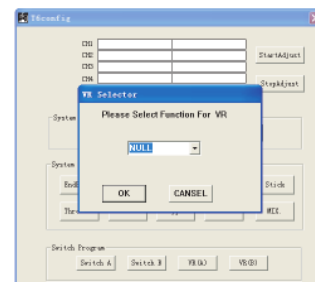 T6config
CH1
CH2
CH3
CH4
StartAdjust
StopAdjust
VR Selector
Please Select Function For VR
NULL
OK
CANSEL
System
System
EndP
Stick
Thr
MIX.
Switch Program
Switch A
Switch B
VR(A)
VR(B)